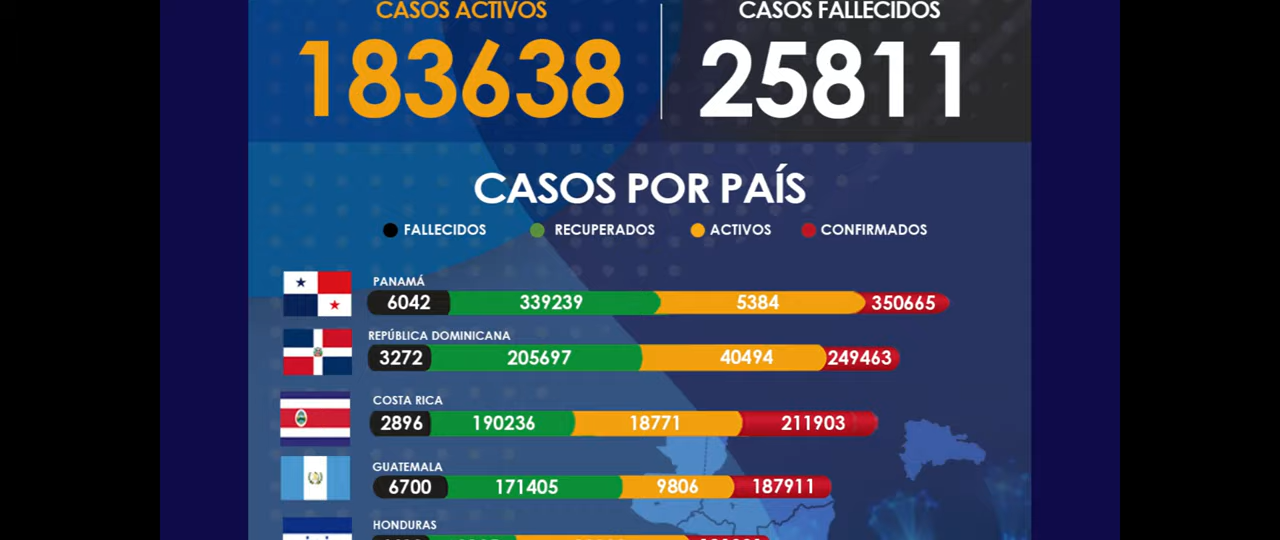 CASOS ACTIVOS CASOS FALLECIDOS
183638 25811
CASOS POR PAÍS
FALLECIDOS RECUPERADOS ACTIVOS CONFIRMADOS
PANAMÁ
6042 339239 5384 350665
REPÚBLICA DOMINICANA
3272 205697 40494 249463
COSTA RICA
2896 190236 18771 211903
GUATEMALA
6700 171405 9806 187911
HONDURAS